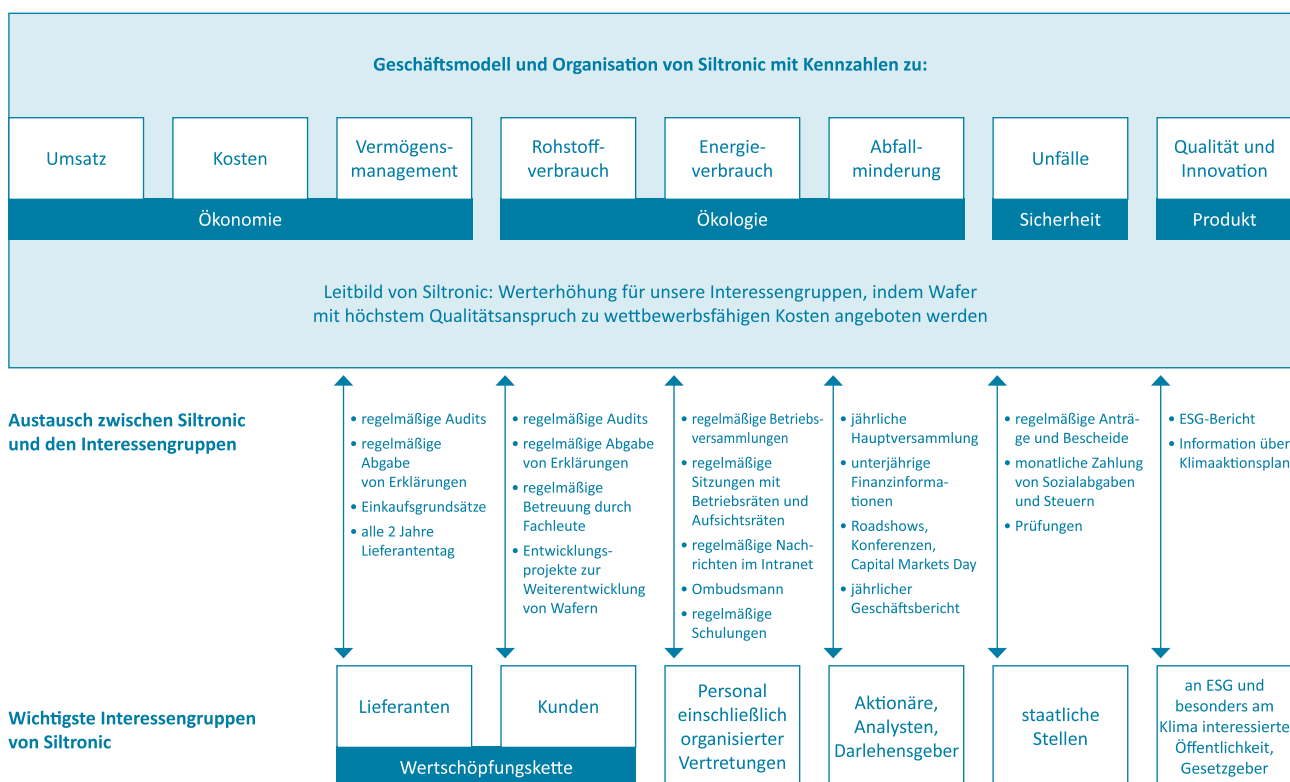 Geschäftsmodell und Organisation von Siltronic mit Kennzahlen zu:
Umsatz
Kosten
Vermögens-
management
Rohstoff-
verbrauch
Energie-
verbrauch
Abfall-
minderung
Unfälle
Qualität und
Innovation
Ökonomie
Ökologie
Sicherheit
Produkt
Leitbild von Siltronic: Werterhöhung für unsere Interessengruppen, indem Wafer
mit höchstem Qualitätsanspruch zu wettbewerbsfähigen Kosten angeboten werden
Austausch zwischen Siltronic
und den Interessengruppen
• regelmäßige Audits
• regelmäßige
Abgabe
von Erklärungen
• Einkaufsgrundsätze
• alle 2 Jahre
Lieferantentag
• regelmäßige Audits
• regelmäßige Abgabe
von Erklärungen
• regelmäßige
Betreuung durch
Fachleute
• Entwicklungs-
projekte zur
Weiterentwicklung
von Wafern
• regelmäßige Betriebs-
versammlungen
• regelmäßige
Sitzungen mit
Betriebsräten und
Aufsichtsräten
• regelmäßige Nach-
richten im Intranet
• Ombudsmann
• regelmäßige
Schulungen
• jährliche
Hauptversammlung
• unterjährige
Finanzinforma-
tionen
• Roadshows,
Konferenzen,
Capital Markets Day
• jährlicher
Geschäftsbericht
• regelmäßige Anträ-
ge und Bescheide
• monatliche Zahlung
von Sozialabgaben
und Steuern
• Prüfungen
• ESG-Bericht
• Information über
Klimaaktionsplan
Wichtigste Interessengruppen
von Siltronic
Lieferanten
Kunden
Wertschöpfungskette
Personal
einschließlich
organisierter
Vertretungen
Aktionäre,
Analysten,
Darlehensgeber
staatliche
Stellen
an ESG und
besonders am
Klima interessierte
Öffentlichkeit,
Gesetzgeber